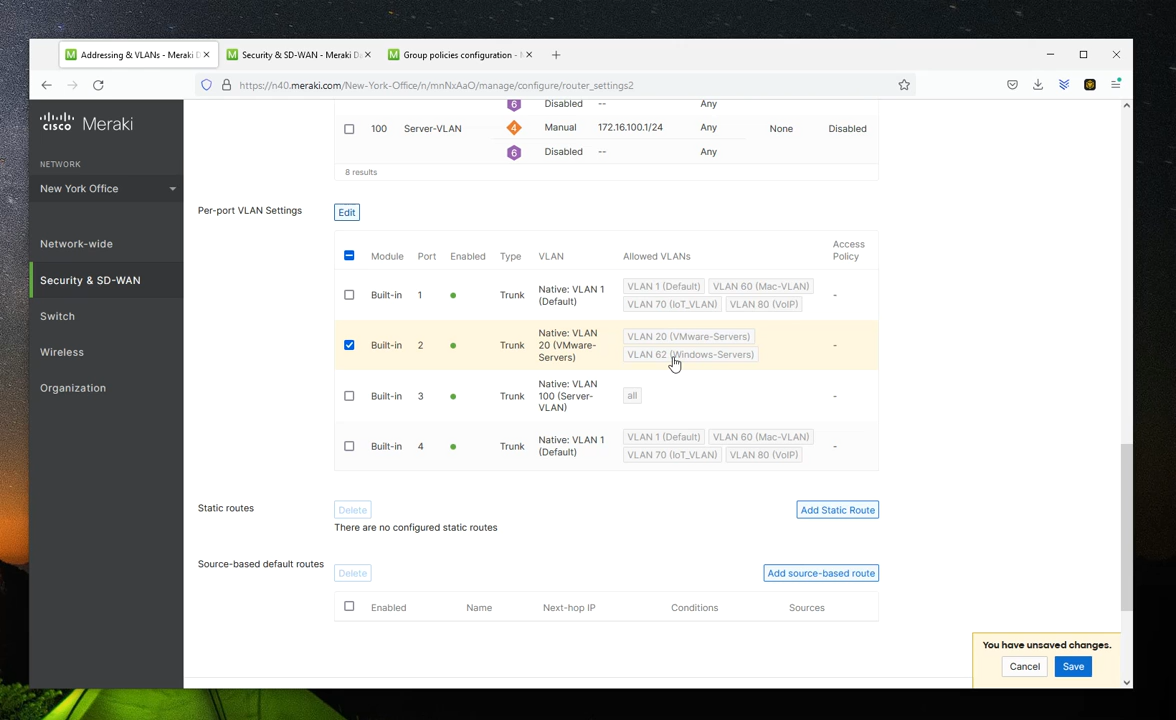 Addressing & VLANs - Meraki D
Security & SD-WAN - Meraki Da
Group policies configuration -
https://n40.meraki.com/New-York-Office/n/mnNxAaO/manage/configure/router_settings2
CISCO Meraki
NETWORK
New York Office
Network-wide
Security & SD-WAN
Switch
Wireless
Organization
6 Disabled -- Any
100 Server-VLAN 4 Manual 172.16.100.1/24 Any None Disabled
6 Disabled -- Any
8 results
Per-port VLAN Settings Edit
Module Port Enabled Type VLAN Allowed VLANs Access Policy
Built-in 1 Trunk Native: VLAN 1 (Default) VLAN 1 (Default) VLAN 60 (Mac-VLAN) VLAN 70 (IoT_VLAN) VLAN 80 (VoIP) -
Built-in 2 Trunk Native: VLAN 20 (VMware-Servers) VLAN 20 (VMware-Servers) VLAN 62 (Windows-Servers) -
Built-in 3 Trunk Native: VLAN 100 (Server-VLAN) all -
Built-in 4 Trunk Native: VLAN 1 (Default) VLAN 1 (Default) VLAN 60 (Mac-VLAN) VLAN 70 (IoT_VLAN) VLAN 80 (VoIP) -
Static routes Delete Add Static Route
There are no configured static routes
Source-based default routes Delete Add source-based route
Enabled Name Next-hop IP Conditions Sources
You have unsaved changes.
Cancel Save